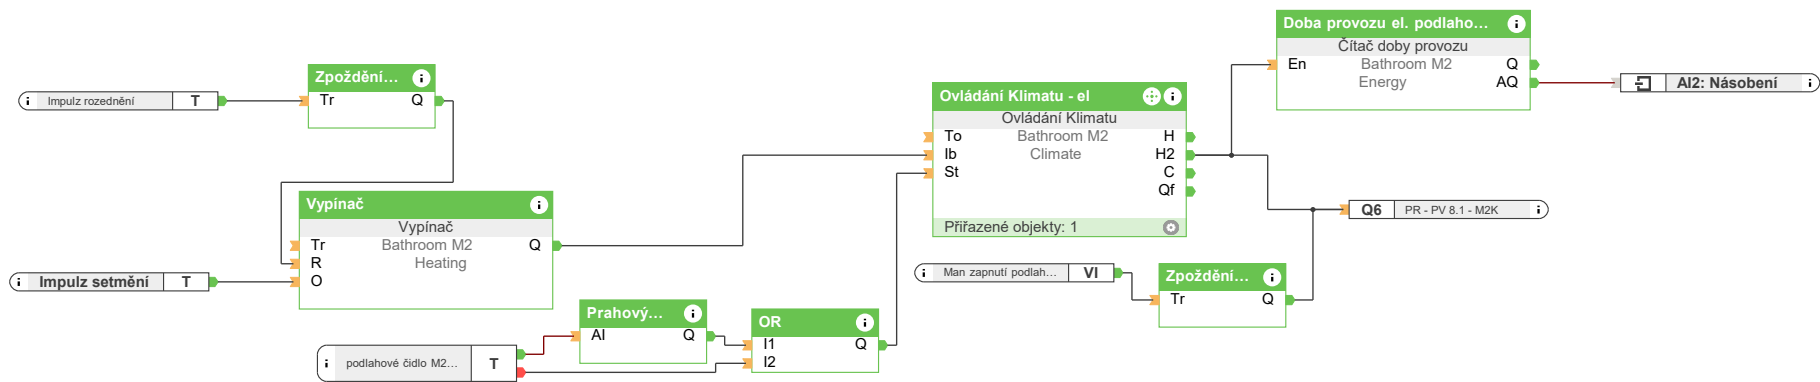 Impulz rozednění T
Zpoždění...
Tr Q
Vypínač
Vypínač
Tr Bathroom M2 Q
R Heating
O
Impulz setmění T
podlahové čidlo M2... T
Prahový...
AI Q
OR
I1 Q
I2
Ovládání Klimatu - el
Ovládání Klimatu
To Bathroom M2 H
Ib Climate H2
St C
Qf
Přiřazené objekty: 1
Man zapnutí podlah... VI
Zpoždění...
Tr Q
Doba provozu el. podlaho...
Čítač doby provozu
En Bathroom M2 Q
Energy AQ
AI2: Násobení
Q6 PR - PV 8.1 - M2K